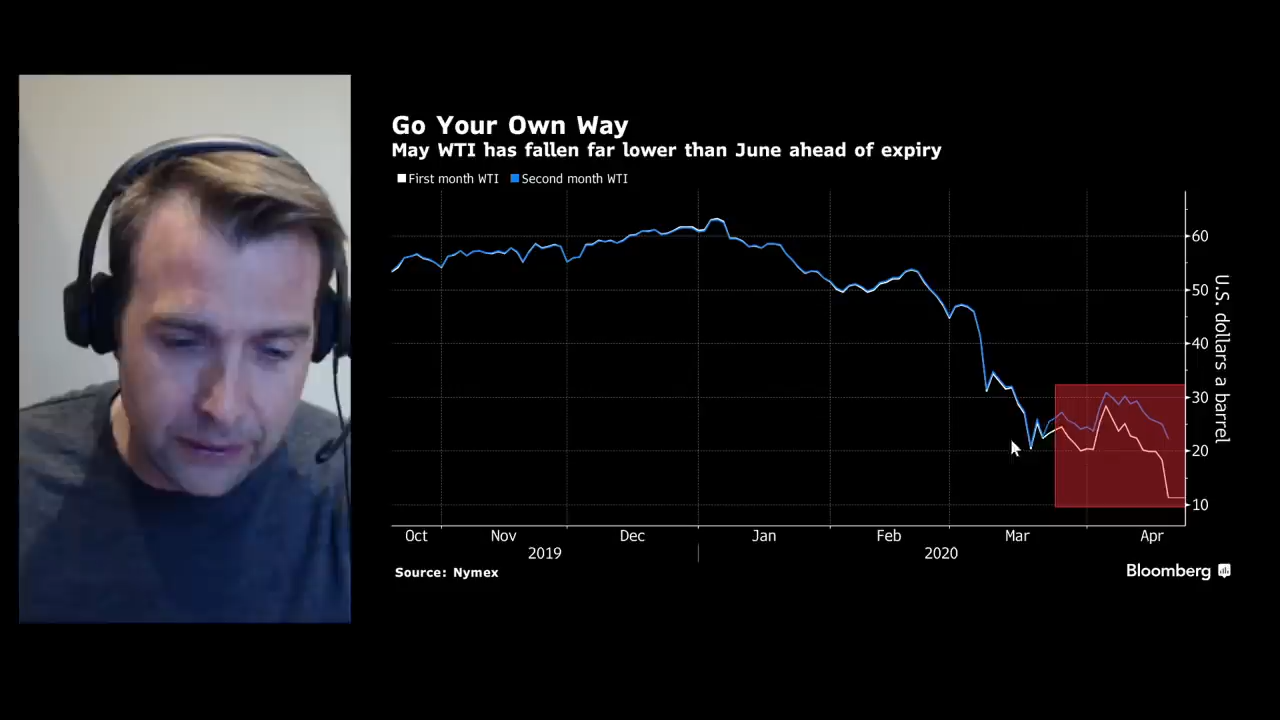 Go Your Own Way
May WTI has fallen far lower than June ahead of expiry
First month WTI Second month WTI
60
50
40
30
20
10
U.S. dollars a barrel
Oct Nov Dec Jan Feb Mar Apr
2019 2020
Source: Nymex
Bloomberg